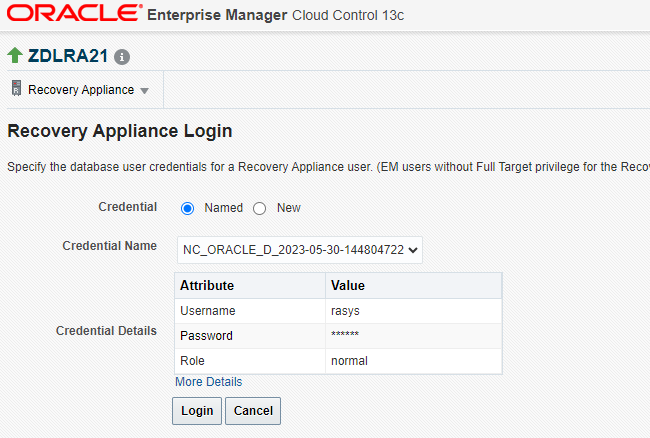 ORACLE Enterprise Manager Cloud Control 13c
ZDLRA21
Recovery Appliance
Recovery Appliance Login
Specify the database user credentials for a Recovery Appliance user. (EM users without Full Target privilege for the Reco
Credential Named New
Credential Name NC_ORACLE_D_2023-05-30-144804722
Attribute Value
Username rasys
Credential Details
Password ******
Role normal
More Details
Login Cancel